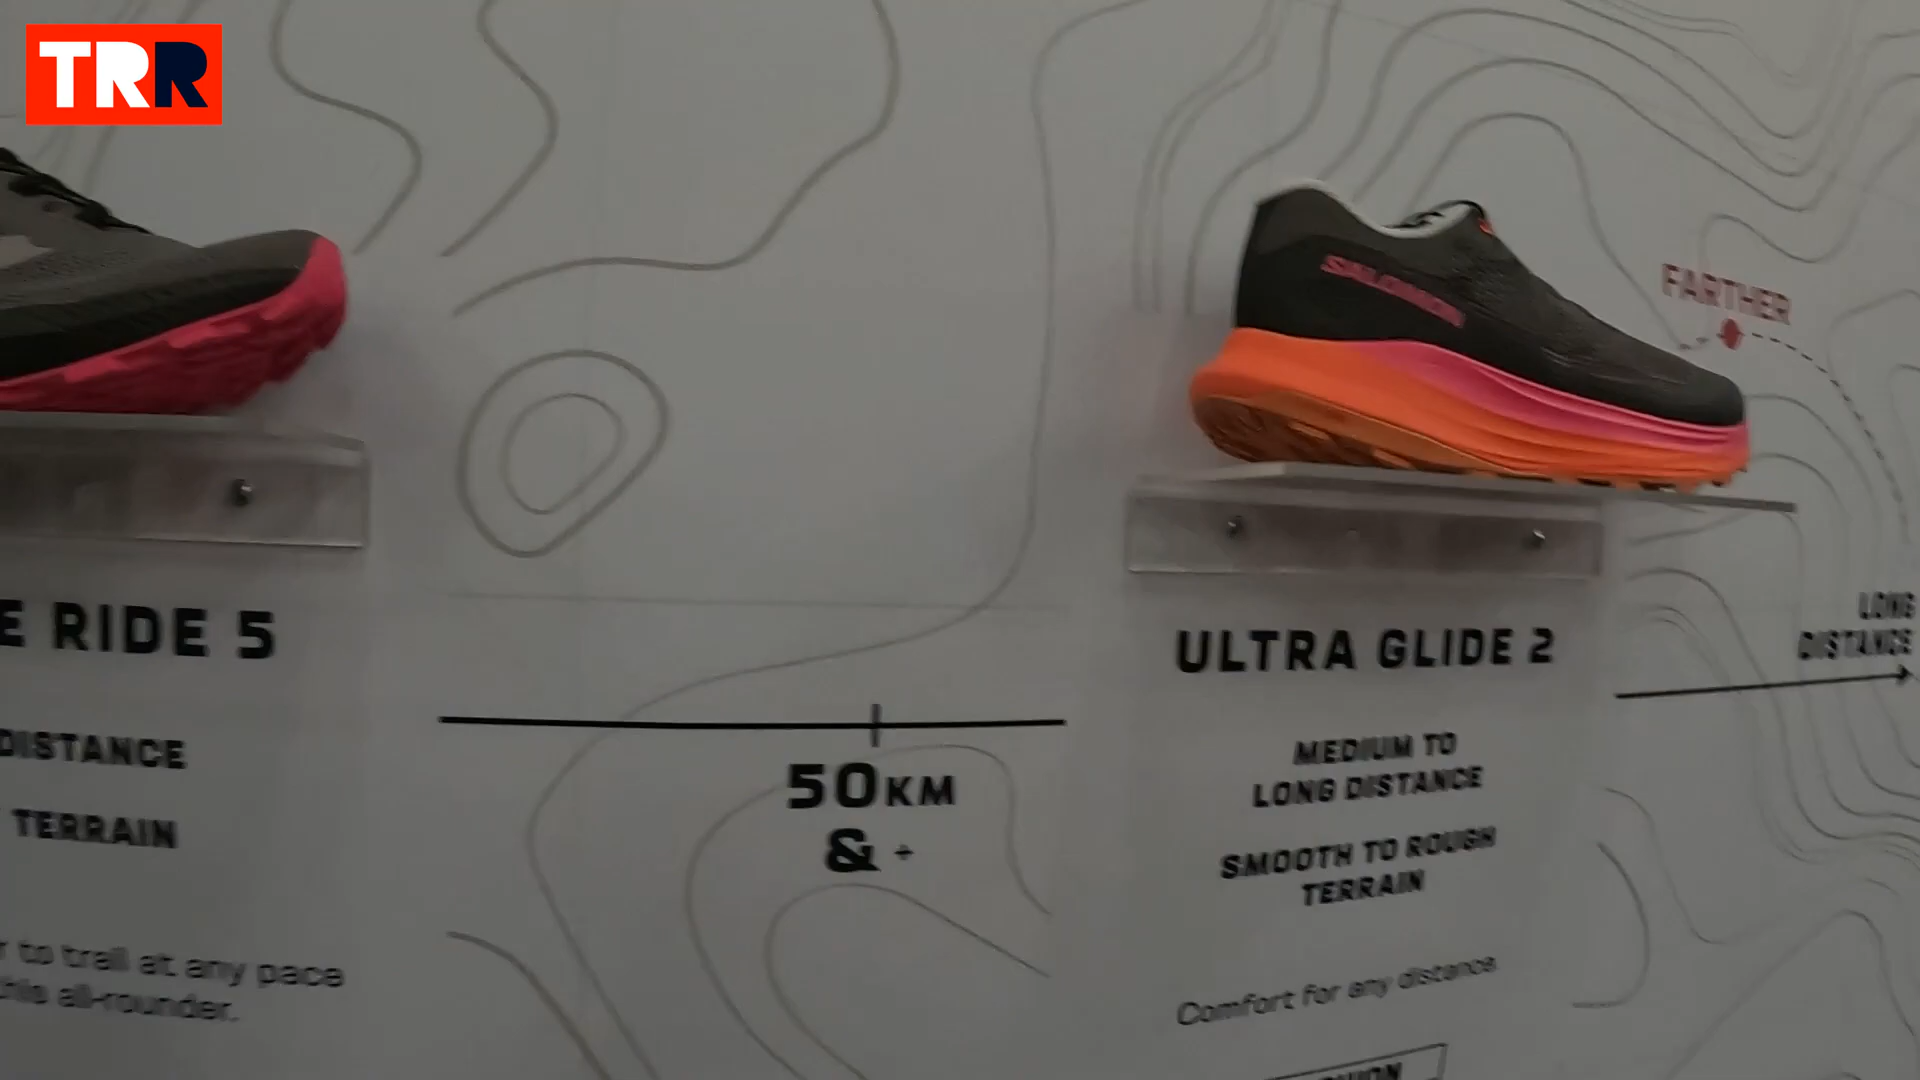 TRR
SALOMON
FARTHER
E RIDE 5
DISTANCE
TERRAIN
to trail at any pace
all-rounder.
50KM
& +
ULTRA GLIDE 2
MEDIUM TO
LONG DISTANCE
SMOOTH TO ROUGH
TERRAIN
Comfort for any distance
LONG
DISTANCE